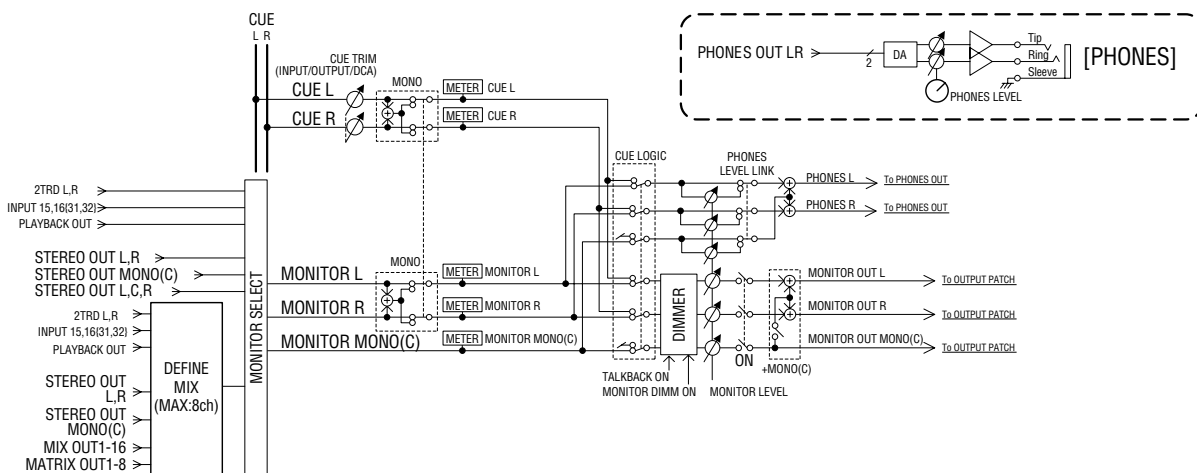 CUE
L R
CUE TRIM
(INPUT/OUTPUT/DCA)
CUE L
CUE R
MONO
METER CUE L
METER CUE R
PHONES OUT LR
2
DA
PHONES LEVEL
Tip
Ring
Sleeve
[PHONES]
2TRD L,R
INPUT 15,16(31,32)
PLAYBACK OUT
STEREO OUT L,R
STEREO OUT MONO(C)
STEREO OUT L,C,R
2TRD L,R
INPUT 15,16(31,32)
PLAYBACK OUT
STEREO OUT
L,R
STEREO OUT
MONO(C)
MIX OUT1-16
MATRIX OUT1-8
DEFINE
MIX
(MAX:8ch)
MONITOR SELECT
MONITOR L
MONITOR R
MONITOR MONO(C)
MONO
METER MONITOR L
METER MONITOR R
METER MONITOR MONO(C)
CUE LOGIC
PHONES
LEVEL LINK
PHONES L
To PHONES OUT
PHONES R
To PHONES OUT
DIMMER
TALKBACK ON
MONITOR DIMM ON
MONITOR LEVEL
ON
+MONO(C)
MONITOR OUT L
To OUTPUT PATCH
MONITOR OUT R
To OUTPUT PATCH
MONITOR OUT MONO(C)
To OUTPUT PATCH